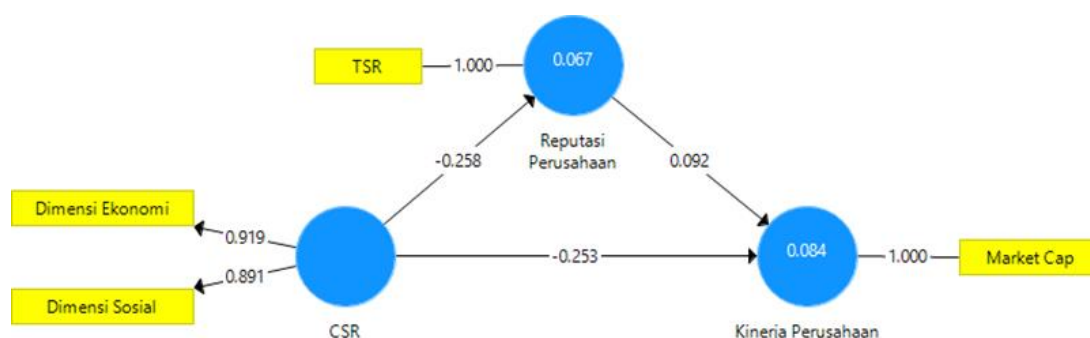 TSR
1.000
0.067
Reputasi
Perusahaan
-0.258
0.092
Dimensi Ekonomi
0.919
0.891
Dimensi Sosial
CSR
-0.253
0.084
1.000
Market Cap
Kinerja Perusahaan